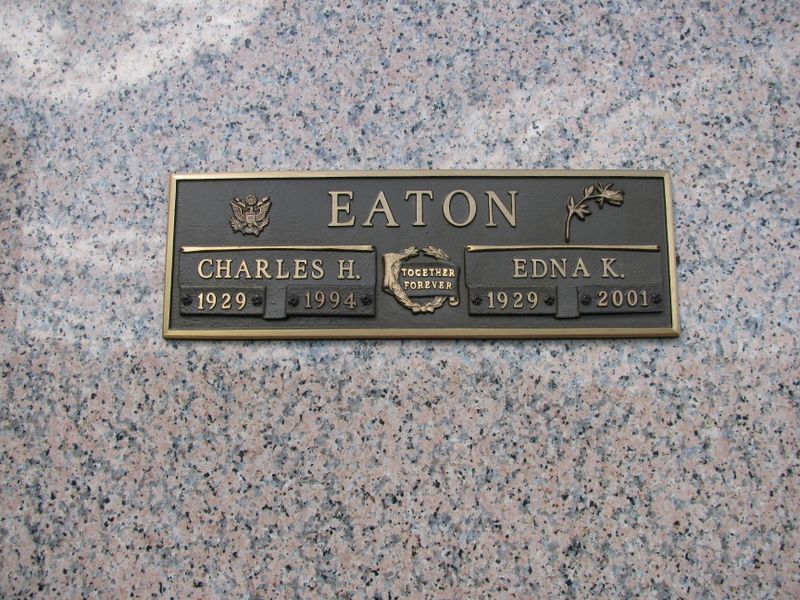 EATON
CHARLES H.
1929 1994
TOGETHER
FOREVER
EDNA K.
1929 2001